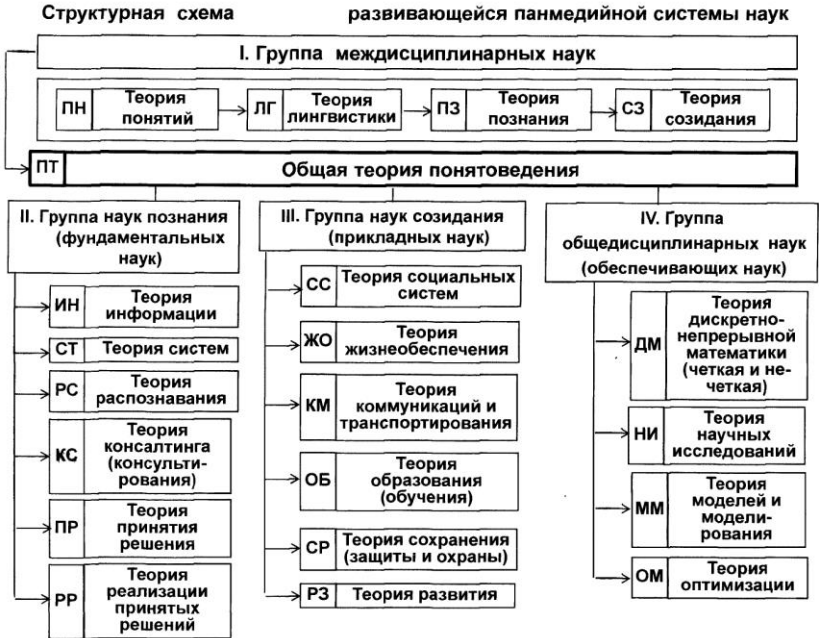 Структурная схема развивающейся панмедийной системы наук
I. Группа междисциплинарных наук
ПН
Теория
понятий
ЛГ
Теория
лингвистики
ПЗ
Теория
познания
СЗ
Теория
созидания
ПТ
Общая теория понятоведения
II. Группа наук познания
(фундаментальных
наук)
ИН
Теория
информации
СТ
Теория систем
РС
Теория
распознавания
КС
Теория
консалтинга
(консульти-
рования)
ПР
Теория
принятия
решения
РР
Теория
реализации
принятых
решений
III. Группа наук созидания
(прикладных наук)
СС
Теория социальных
систем
ЖО
Теория
жизнеобеспечения
КМ
Теория
коммуникаций и
транспортирования
ОБ
Теория
образования
(обучения)
СР
Теория сохранения
(защиты и охраны)
РЗ
Теория развития
IV. Группа
общедисциплинарных наук
(обеспечивающих наук)
ДМ
Теория
дискретно-
непрерывной
математики
(четкая и не-
четкая)
НИ
Теория
научных
исследований
ММ
Теория
моделей и
модели-
рования
ОМ
Теория
оптимизации